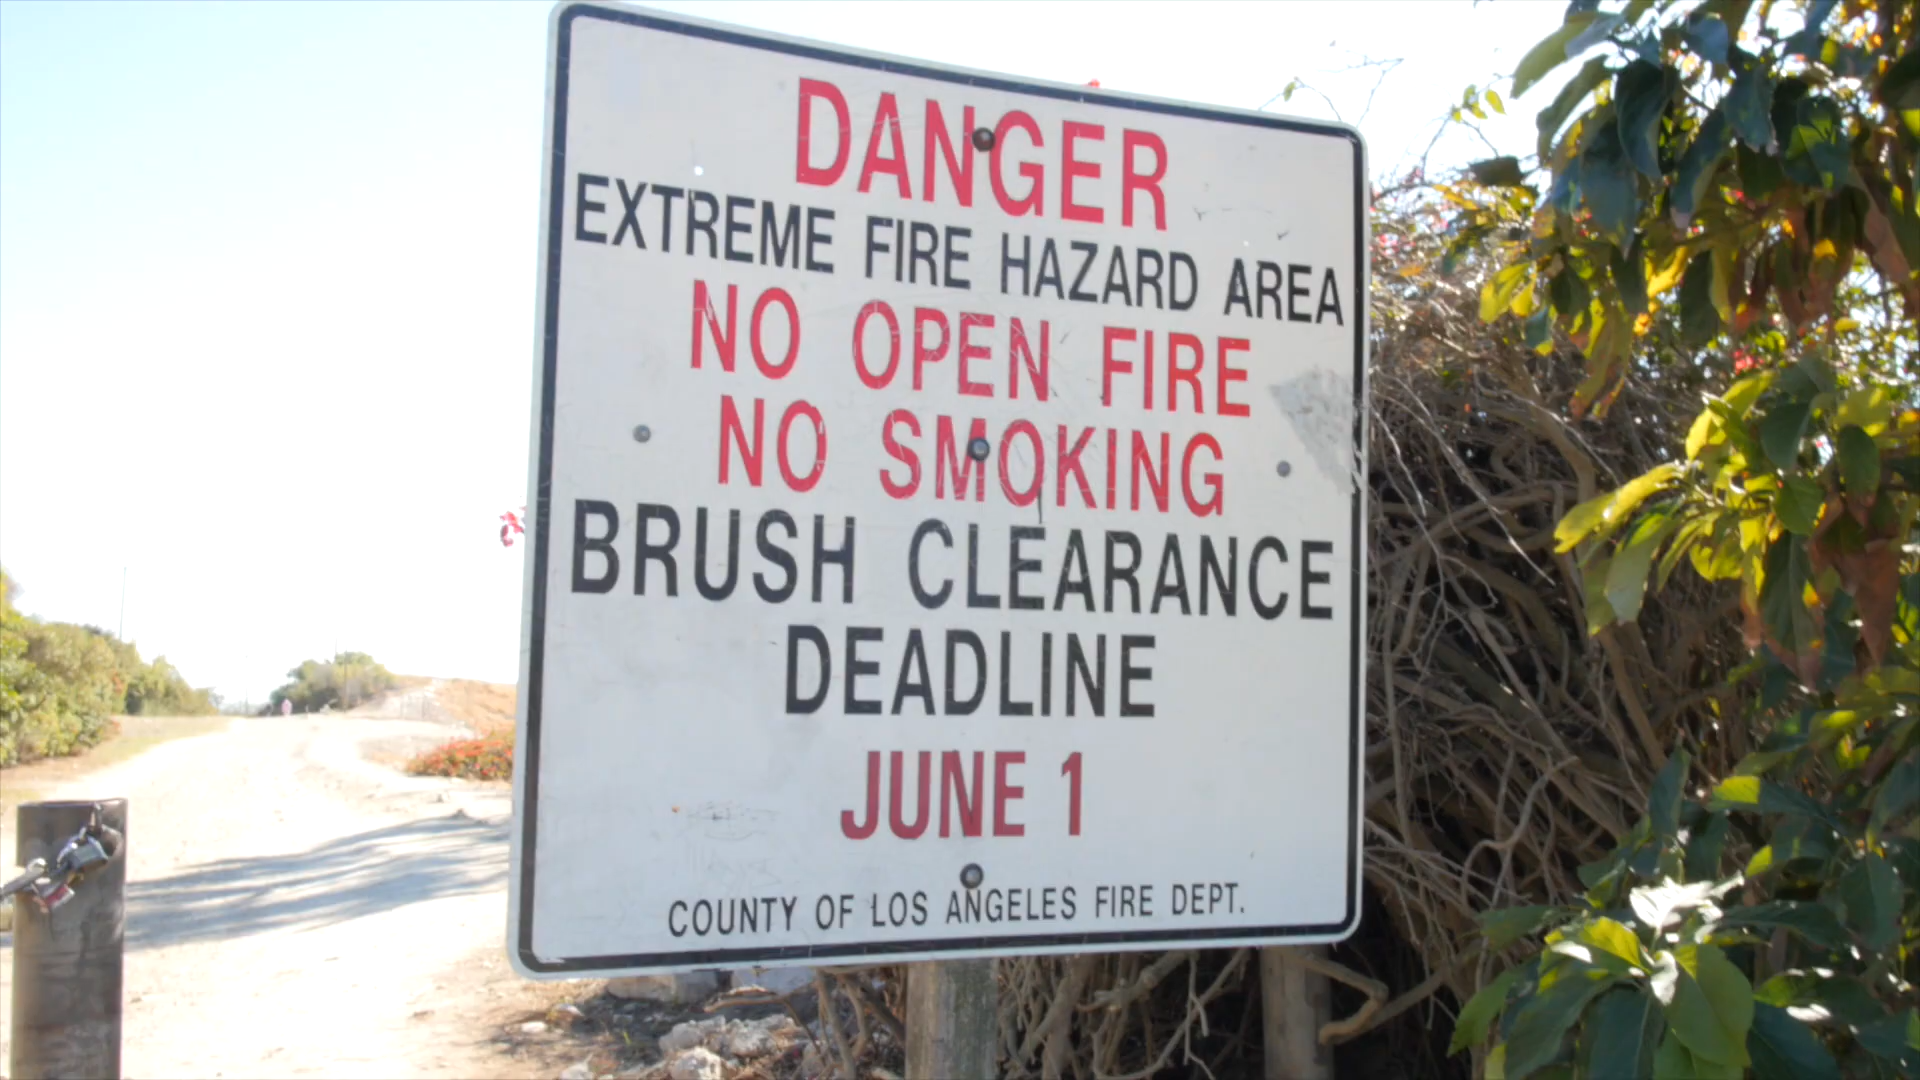 DANGER
EXTREME FIRE HAZARD AREA
NO OPEN FIRE
NO SMOKING
BRUSH CLEARANCE
DEADLINE
JUNE 1
COUNTY OF LOS ANGELES FIRE DEPT.